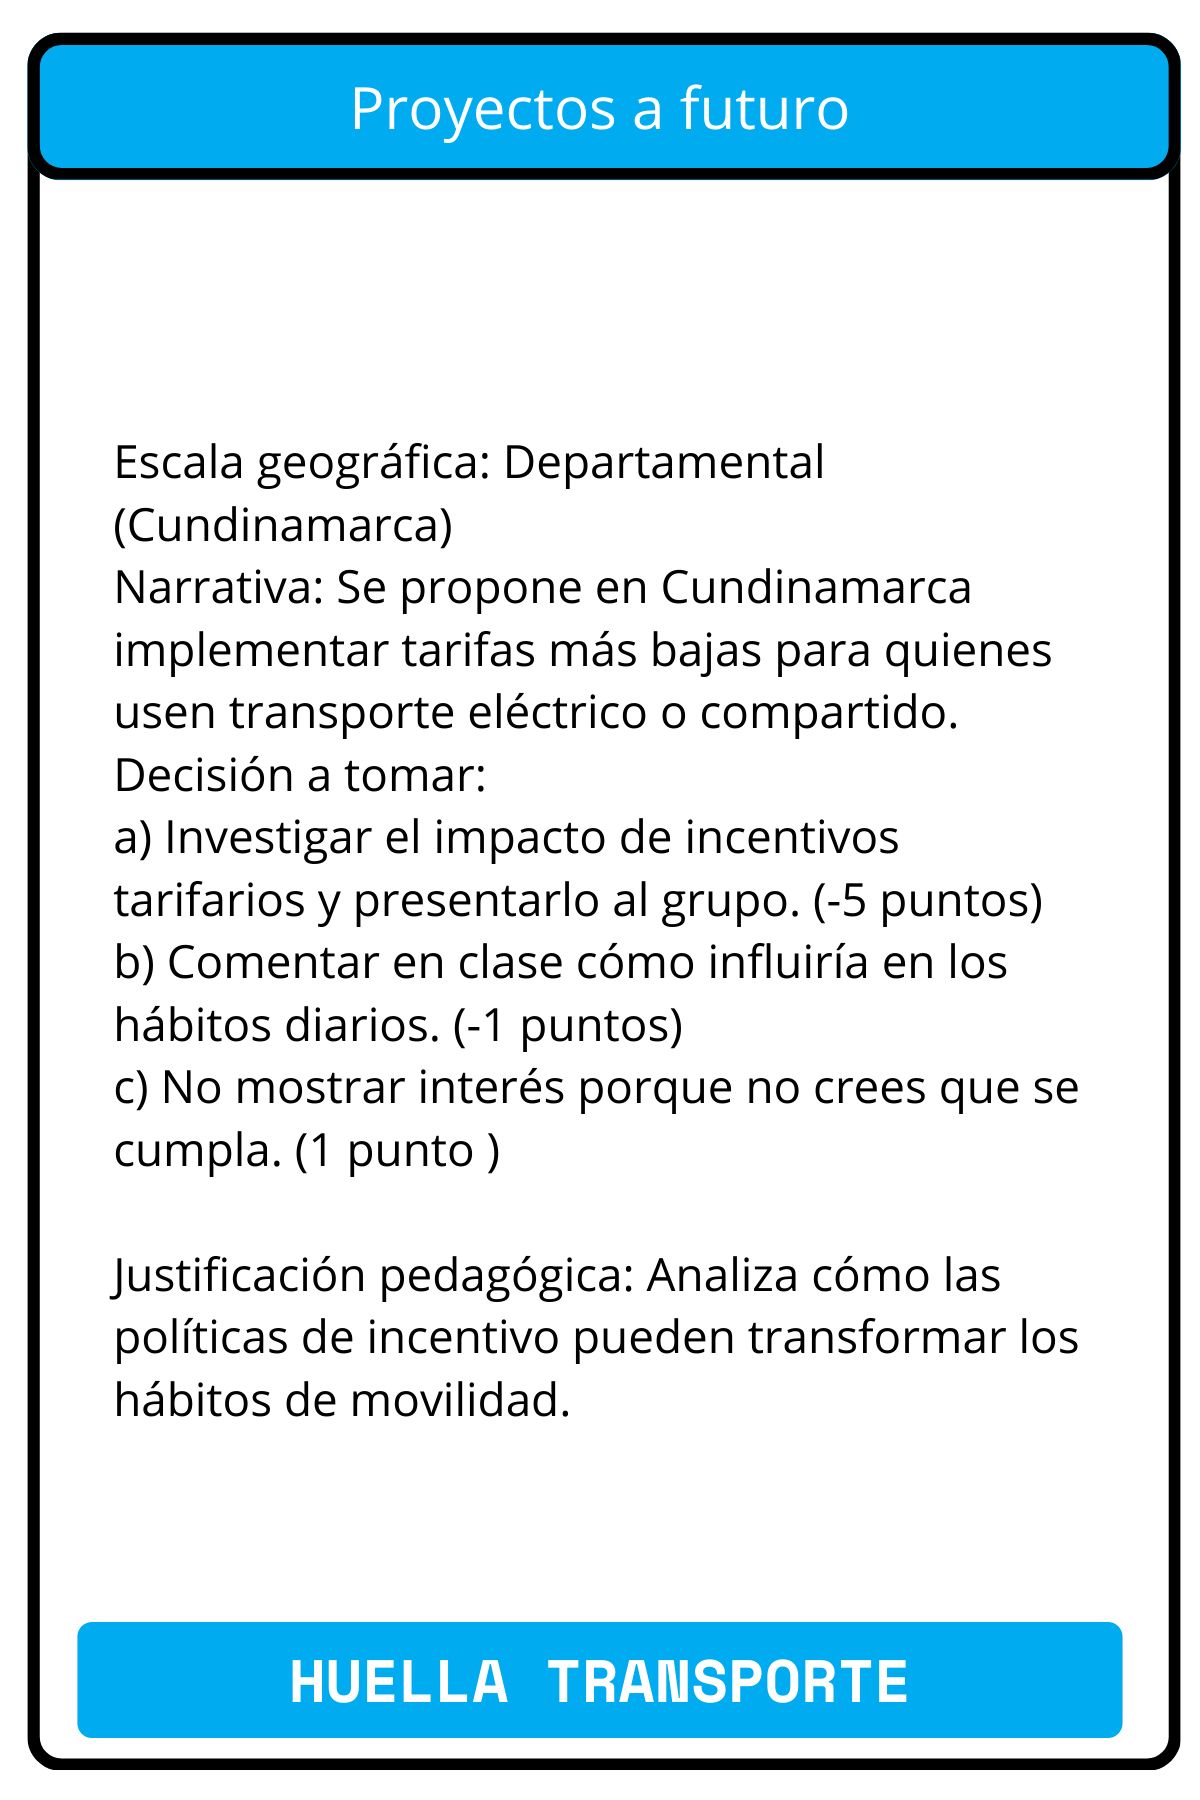 Proyectos a futuro
Escala geográfica: Departamental
(Cundinamarca)
Narrativa: Se propone en Cundinamarca
implementar tarifas más bajas para quienes
usen transporte eléctrico o compartido.
Decisión a tomar:
a) Investigar el impacto de incentivos
tarifarios y presentarlo al grupo. (-5 puntos)
b) Comentar en clase cómo influiría en los
hábitos diarios. (-1 puntos)
c) No mostrar interés porque no crees que se
cumpla. (1 punto )
Justificación pedagógica: Analiza cómo las
políticas de incentivo pueden transformar los
hábitos de movilidad.
HUELLA TRANSPORTE